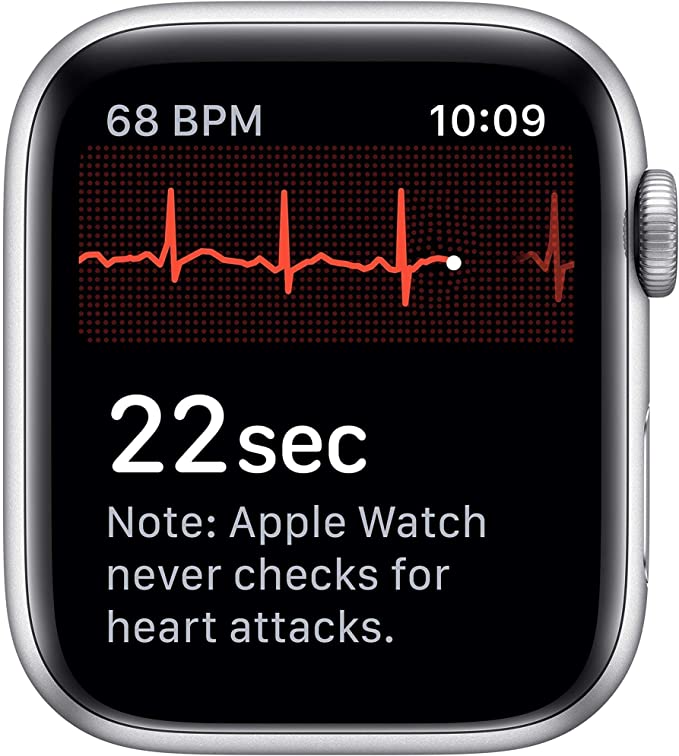 68 BPM 10:09
22sec
Note: Apple Watch
never checks for
heart attacks.